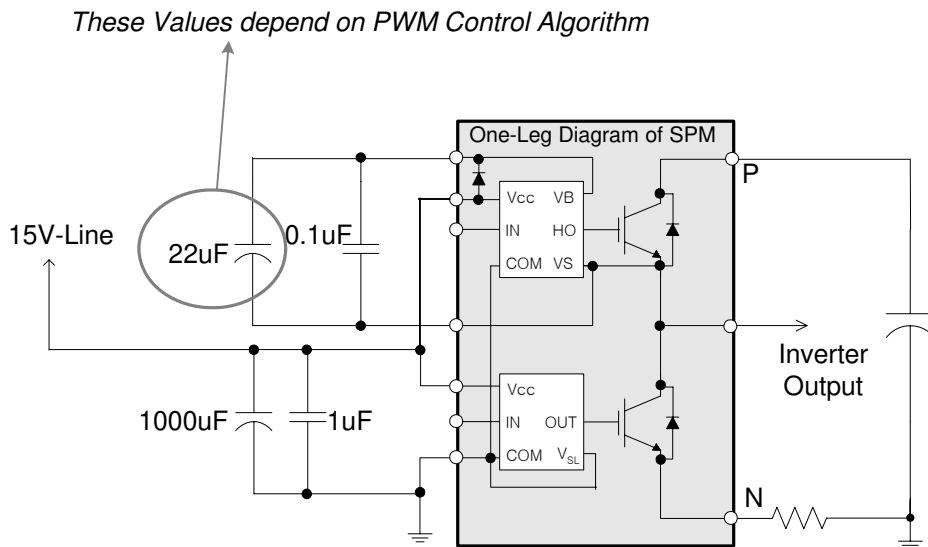 These Values depend on PWM Control Algorithm
One-Leg Diagram of SPM
P
Vcc VB
15V-Line
22uF
0.1uF
IN HO
COM VS
Inverter
Output
Vcc
1000uF
1uF
IN OUT
COM VSL
N